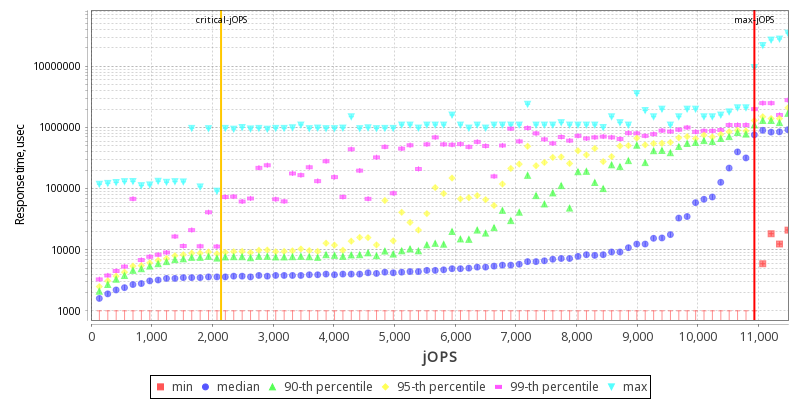 critical-jOPS max-jOPS
10000000
1000000
100000
10000
1000
Response time, usec
0 1,000 2,000 3,000 4,000 5,000 6,000 7,000 8,000 9,000 10,000 11,000
jOPS
min median 90-th percentile 95-th percentile 99-th percentile max